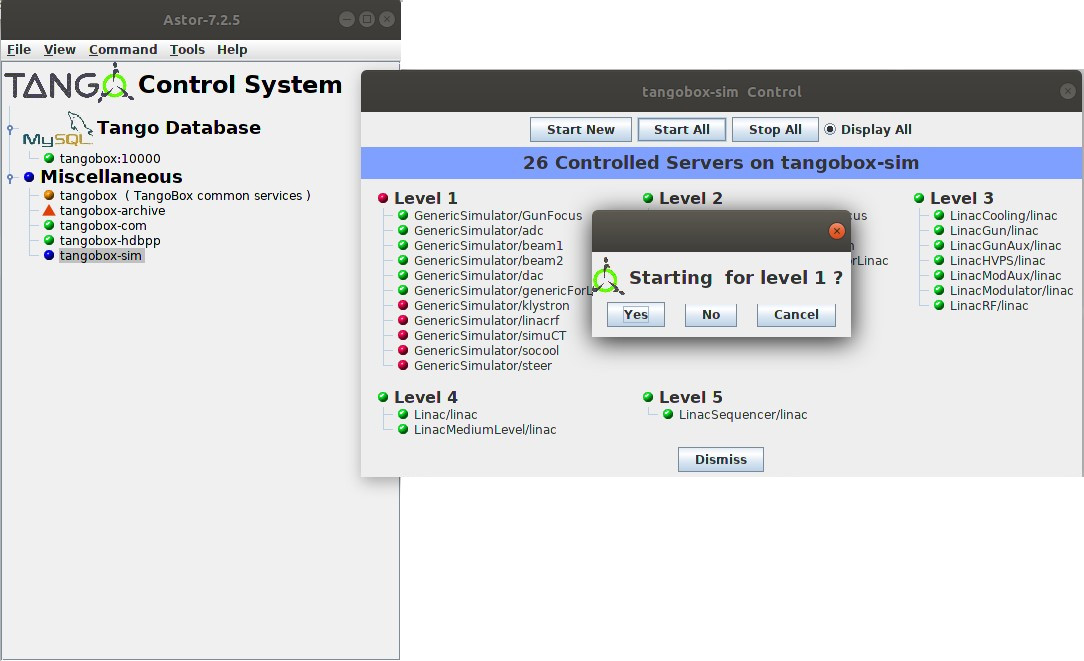 Astor-7.2.5
File View Command Tools Help
TANGO Control System
MySQL Tango Database
tangobox:10000
Miscellaneous
tangobox ( TangoBox common services )
tangobox-archive
tangobox-com
tangobox-hdbpp
tangobox-sim
tangobox-sim Control
Start New Start All Stop All Display All
26 Controlled Servers on tangobox-sim
Level 1
GenericSimulator/GunFocus
GenericSimulator/adc
GenericSimulator/beam1
GenericSimulator/beam2
GenericSimulator/dac
GenericSimulator/genericForL
GenericSimulator/klystron
GenericSimulator/linacrf
GenericSimulator/simuCT
GenericSimulator/socool
GenericSimulator/steer
Level 2
cus
orLinac
Level 3
LinacCooling/linac
LinacGun/linac
LinacGunAux/linac
LinacHVPS/linac
LinacModAux/linac
LinacModulator/linac
LinacRF/linac
Starting for level 1 ?
Yes No Cancel
Level 4
Linac/linac
LinacMediumLevel/linac
Level 5
LinacSequencer/linac
Dismiss